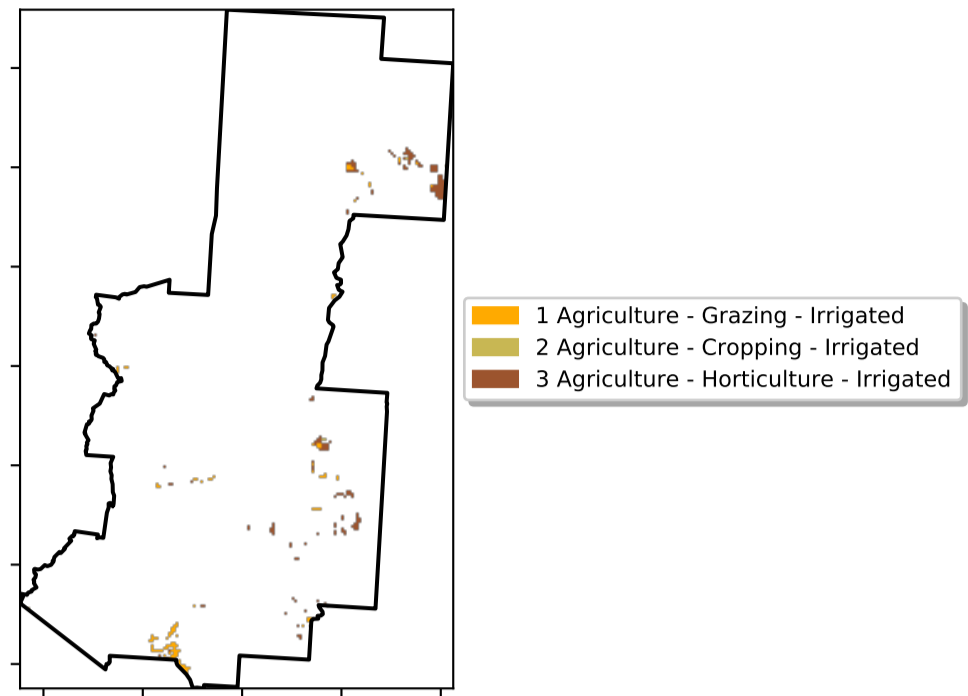 1 Agriculture - Grazing - Irrigated
2 Agriculture - Cropping - Irrigated
3 Agriculture - Horticulture - Irrigated